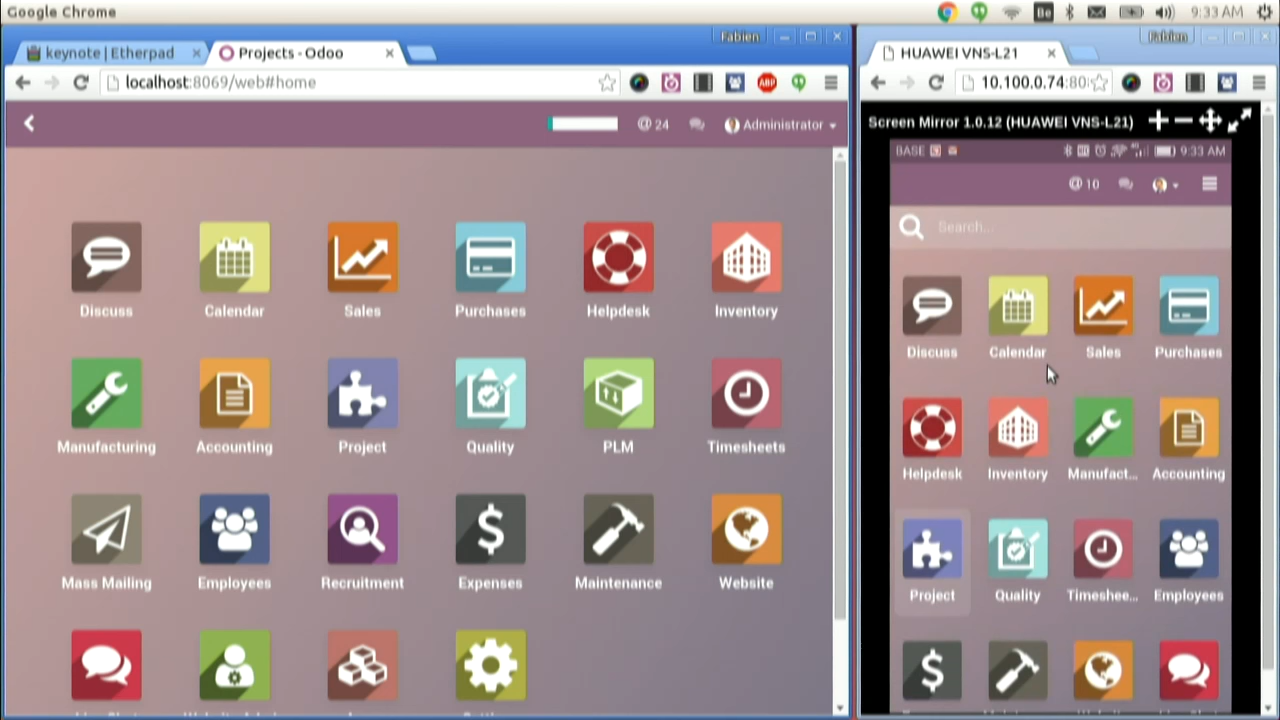 Google Chrome
Be
9:33 AM
Fabien
keynote | Etherpad
Projects - Odoo
localhost:8069/web#home
ABP
@ 24
Administrator
Discuss
Calendar
Sales
Purchases
Helpdesk
Inventory
Manufacturing
Accounting
Project
Quality
PLM
Timesheets
Mass Mailing
Employees
Recruitment
Expenses
Maintenance
Website
Fabien
HUAWEI VNS-L21
10.100.0.74:80
Screen Mirror 1.0.12 (HUAWEI VNS-L21)
BASE
9:33 AM
@ 10
Search...
Discuss
Calendar
Sales
Purchases
Helpdesk
Inventory
Manufact...
Accounting
Project
Quality
Timeshee...
Employees